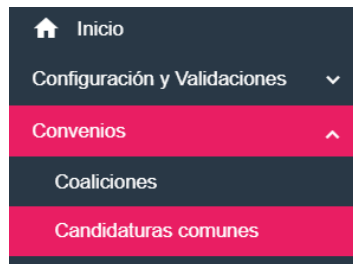 Inicio
Configuración y Validaciones
Convenios
Coaliciones
Candidaturas comunes